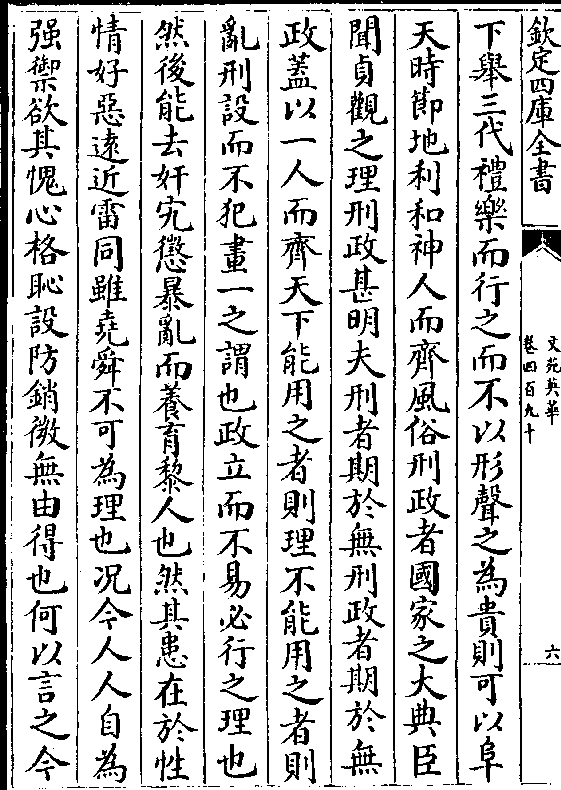 欽定四庫全書
文苑英華
卷四百九十
六
下舉三代禮樂而行之而不以形聲之為貴則可以阜
天時節地利和神人而齊風俗刑政者國家之大典臣
聞貞觀之理刑政甚明夫刑者期於無刑政者期於無
政蓋以一人而齊天下能用之者則理不能用之者則
亂刑設而不犯畫一之謂也政立而不易必行之理也
然後能去奸宄懲暴亂而養育黎人也然其患在於性
情好惡遠近雷同雖堯舜不可為理也况今人人自為
强禦欲其愧心格恥設防銷微無由得也何以言之今